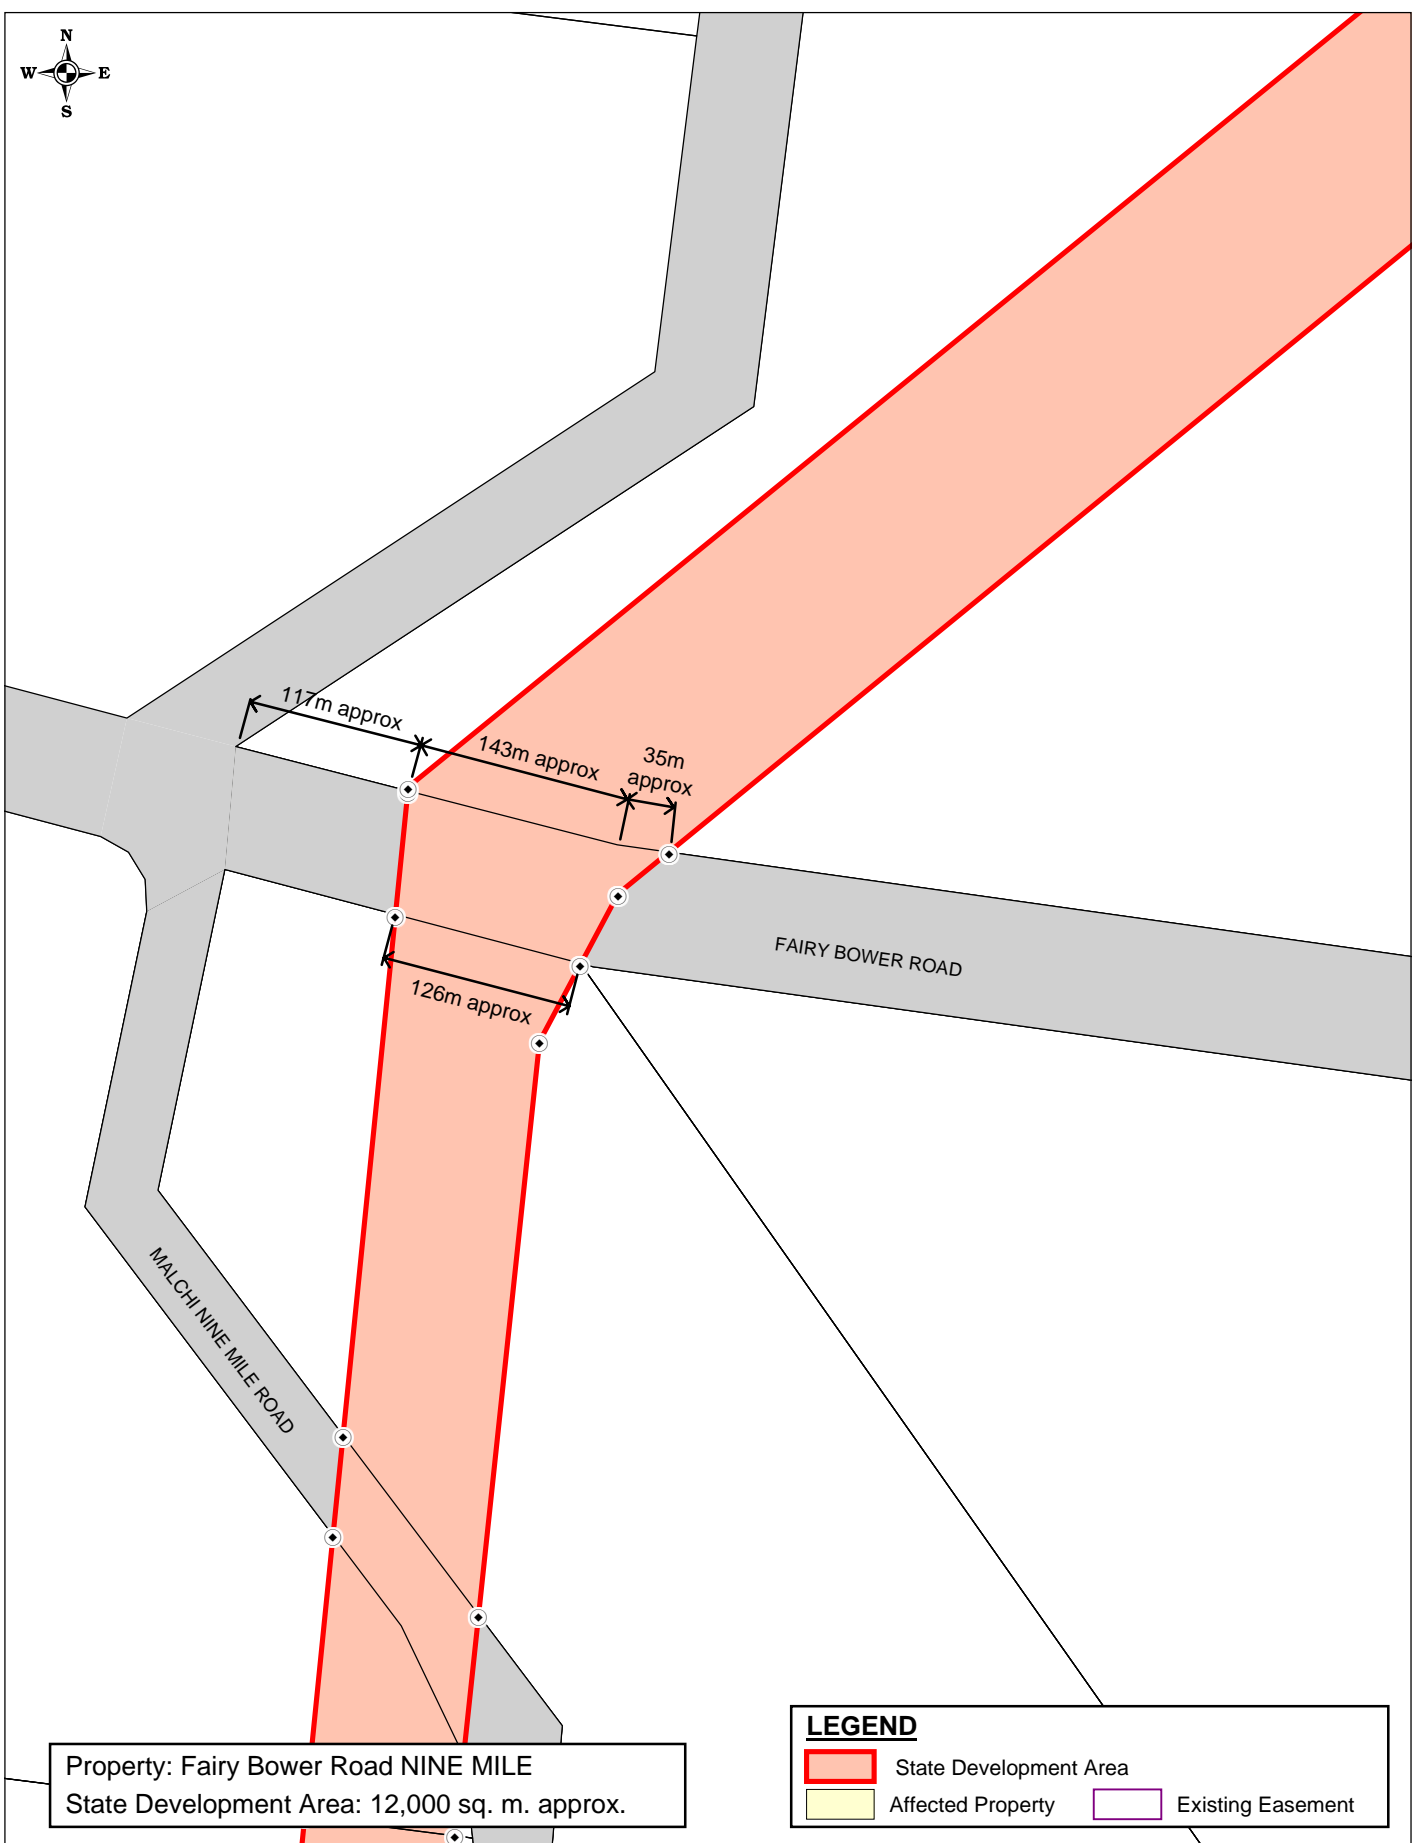 N
W E
S
117m approx
143m approx
35m
approx
FAIRY BOWER ROAD
126m approx
MALCHI NINE MILE ROAD
Property: Fairy Bower Road NINE MILE
State Development Area: 12,000 sq. m. approx.
LEGEND
State Development Area
Affected Property
Existing Easement